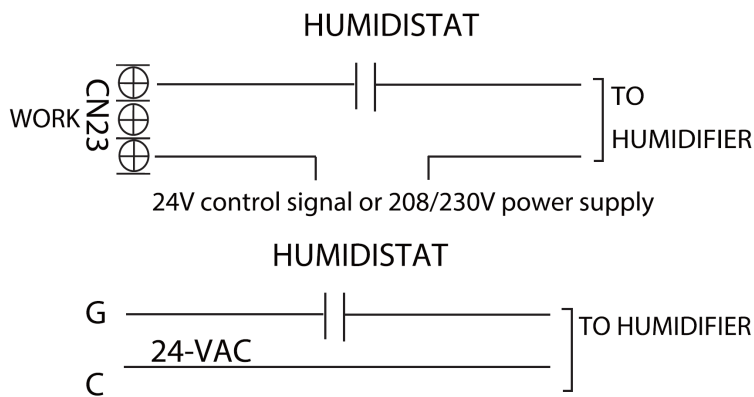 HUMIDISTAT
WORK
CN23
TO
HUMIDIFIER
24V control signal or 208/230V power supply
HUMIDISTAT
G
TO HUMIDIFIER
24-VAC
C